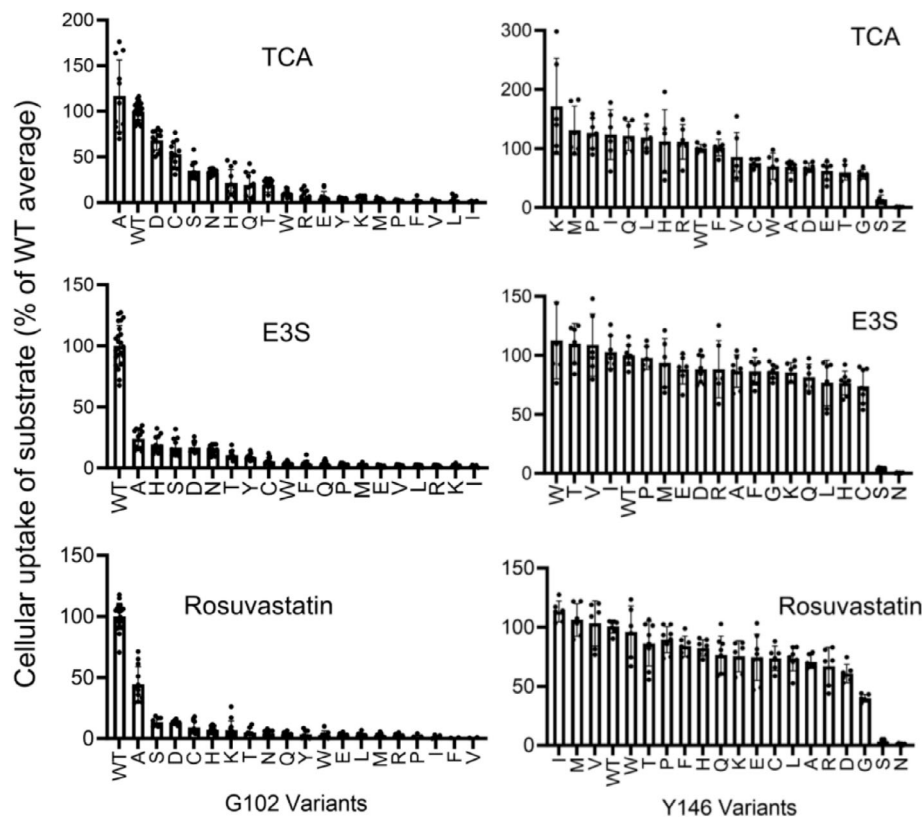 Cellular uptake of substrate (% of WT average)
TCA
200
150
100
50
0
A WT D C S N H Q T W R E Y K M P F V L I
TCA
300
200
100
0
K M P I Q L H R WT F V C W A D E T G S N
E3S
150
100
50
0
WT A H S D N T Y C W F Q P M E V L R K I
E3S
150
100
50
0
W T V I WT P M E D R A F G K Q L H C S N
Rosuvastatin
150
100
50
0
WT A S D C H K T N Q Y W E L M R P I F V
G102 Variants
Rosuvastatin
150
100
50
0
I M V WT W T P F H Q K E C L A R D G S N
Y146 Variants